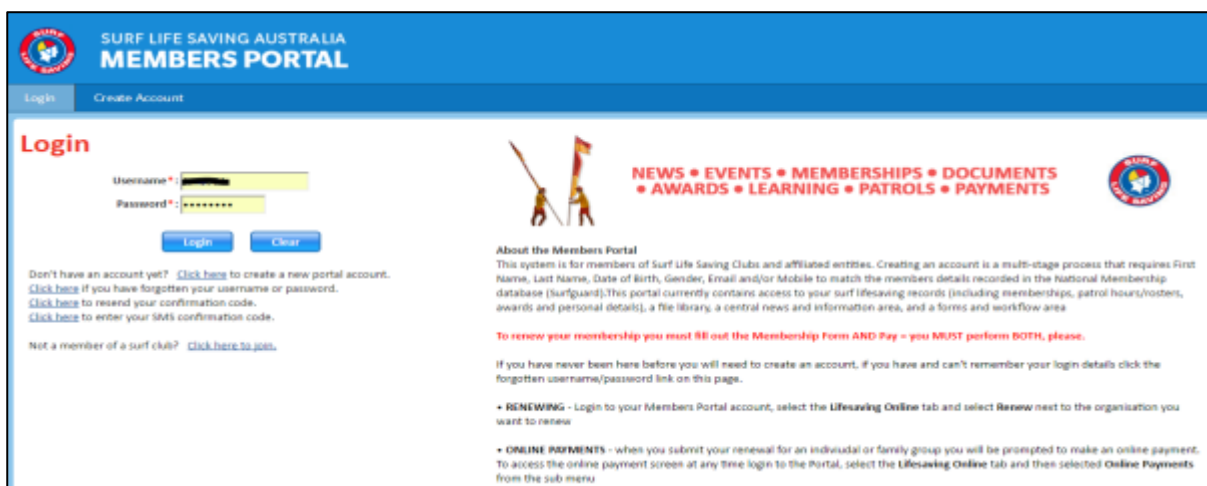 SURF LIFE SAVING AUSTRALIA
MEMBERS PORTAL
Login Create Account
Login
Username*:
Password*: ••••••••
Login Clear
Don't have an account yet? Click here to create a new portal account.
Click here if you have forgotten your username or password.
Click here to resend your confirmation code.
Click here to enter your SMS confirmation code.
Not a member of a surf club? Click here to join.
NEWS • EVENTS • MEMBERSHIPS • DOCUMENTS
• AWARDS • LEARNING • PATROLS • PAYMENTS
SURF
LIFE SAVING
About the Members Portal
This system is for members of Surf Life Saving Clubs and affiliated entities. Creating an account is a multi-stage process that requires First
Name, Last Name, Date of Birth, Gender, Email and/or Mobile to match the members details recorded in the National Membership
database (Surfguard).This portal currently contains access to your surf lifesaving records (including memberships, patrol hours/rosters,
awards and personal details), a file library, a central news and information area, and a forms and workflow area
To renew your membership you must fill out the Membership Form AND Pay - you MUST perform BOTH, please.
If you have never been here before you will need to create an account, if you have and can't remember your login details click the
forgotten username/password link on this page.
• RENEWING - Login to your Members Portal account, select the Lifesaving Online tab and select Renew next to the organisation you
want to renew
• ONLINE PAYMENTS - when you submit your renewal for an indiviudal or family group you will be prompted to make an online payment.
To access the online payment screen at any time login to the Portal, select the Lifesaving Online tab and then selected Online Payments
from the sub menu